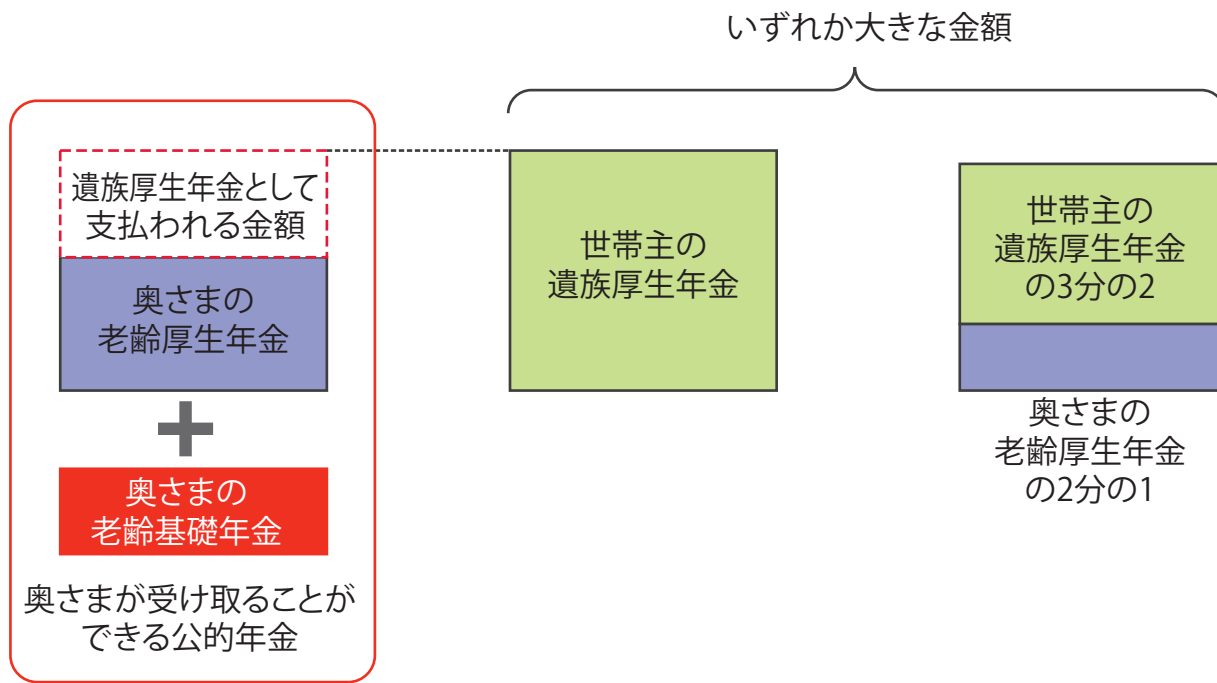 いずれか大きな金額
遺族厚生年金として
支払われる金額
奥さまの
老齢厚生年金
奥さまの
老齢基礎年金
奥さまが受け取ることが
できる公的年金
世帯主の
遺族厚生年金
世帯主の
遺族厚生年金
の3分の2
奥さまの
老齢厚生年金
の2分の1